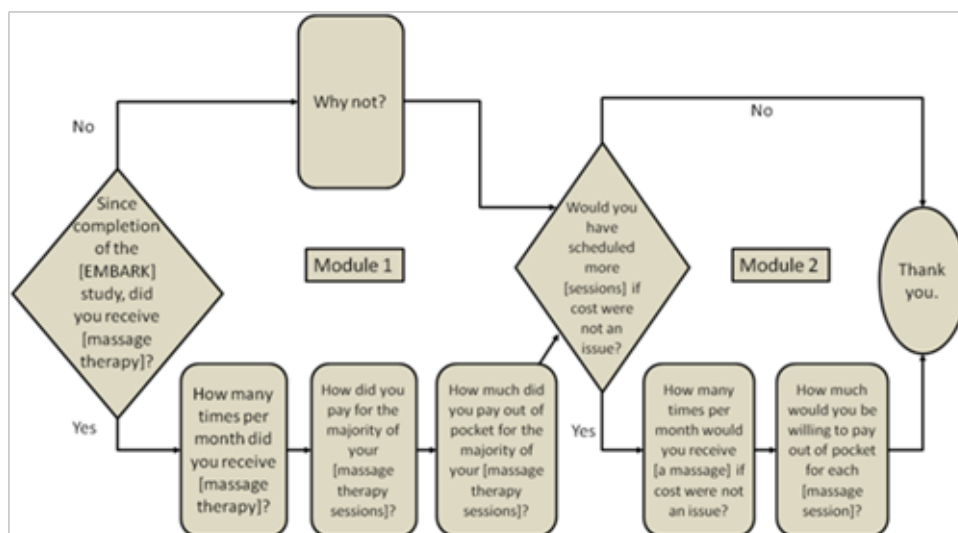 Why not?
No
Since
completion
of the
[EMBARK]
study, did
you receive
[massage
therapy]?
Module 1
Yes
How many
times per
month did
you receive
[massage
therapy]?
How did you
pay for the
majority of
your
[massage
therapy
sessions]?
How much did
you pay out of
pocket for the
majority of
your [massage
therapy
sessions]?
Would you
have
scheduled
more
[sessions] if
cost were
not an
issue?
No
Module 2
Yes
How many
times per
month would
you receive
[a massage] if
cost were not
an issue?
How much
would you be
willing to pay
out of pocket
for each
[massage
session]?
Thank
you.